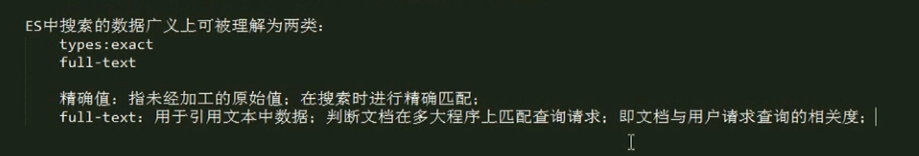 ES中搜索的数据广义上可被理解为两类：
types:exact
full-text
精确值：指未经加工的原始值；在搜索时进行精确匹配；
full-text：用于引用文本中数据；判断文档在多大程序上匹配查询请求；即文档与用户请求查询的相关度；